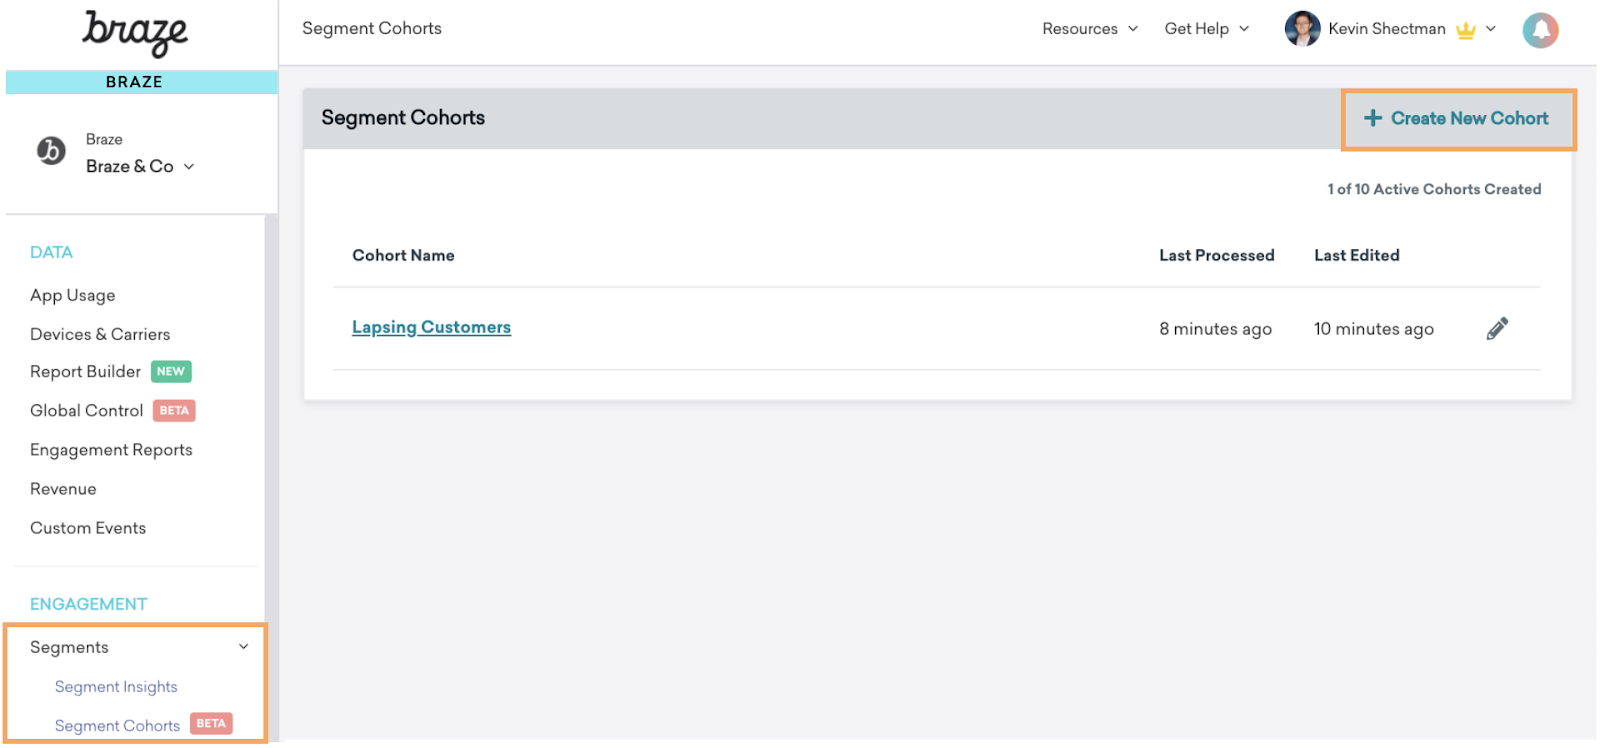 braze
Segment Cohorts
Resources
Get Help
Kevin Shectman
BRAZE
Braze
Braze & Co
Segment Cohorts
Create New Cohort
1 of 10 Active Cohorts Created
Cohort Name
Last Processed
Last Edited
Lapsing Customers
8 minutes ago
10 minutes ago
DATA
App Usage
Devices & Carriers
Report Builder NEW
Global Control BETA
Engagement Reports
Revenue
Custom Events
ENGAGEMENT
Segments
Segment Insights
Segment Cohorts BETA